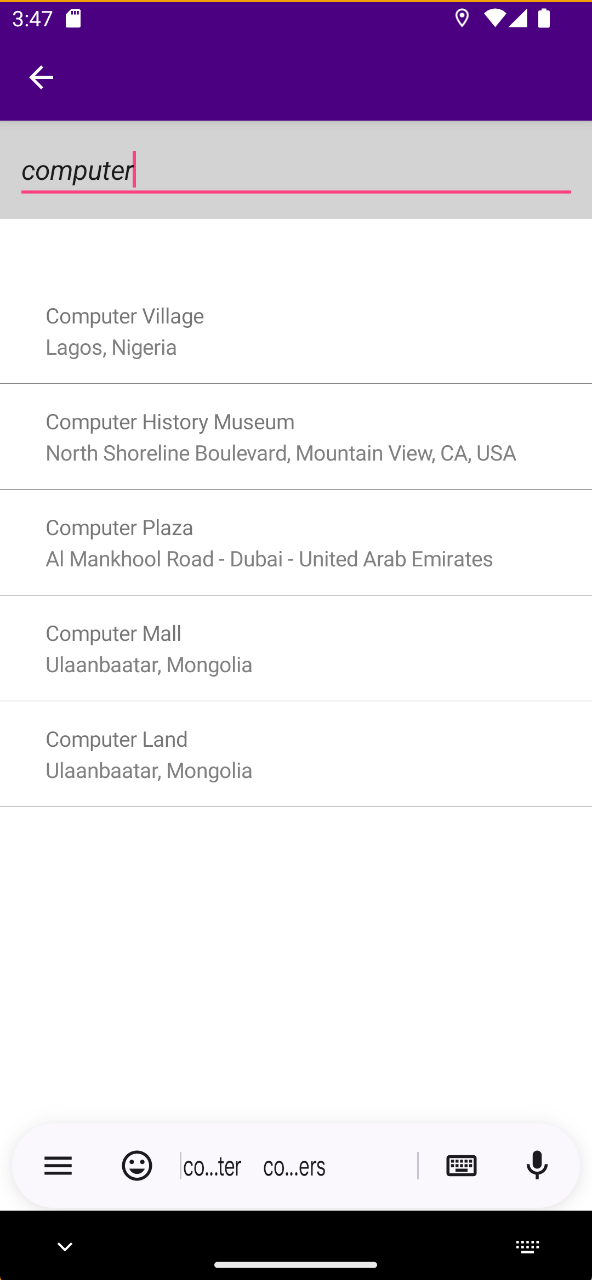 3:47
computer
Computer Village
Lagos, Nigeria
Computer History Museum
North Shoreline Boulevard, Mountain View, CA, USA
Computer Plaza
Al Mankhool Road - Dubai - United Arab Emirates
Computer Mall
Ulaanbaatar, Mongolia
Computer Land
Ulaanbaatar, Mongolia
co...ter co...ers